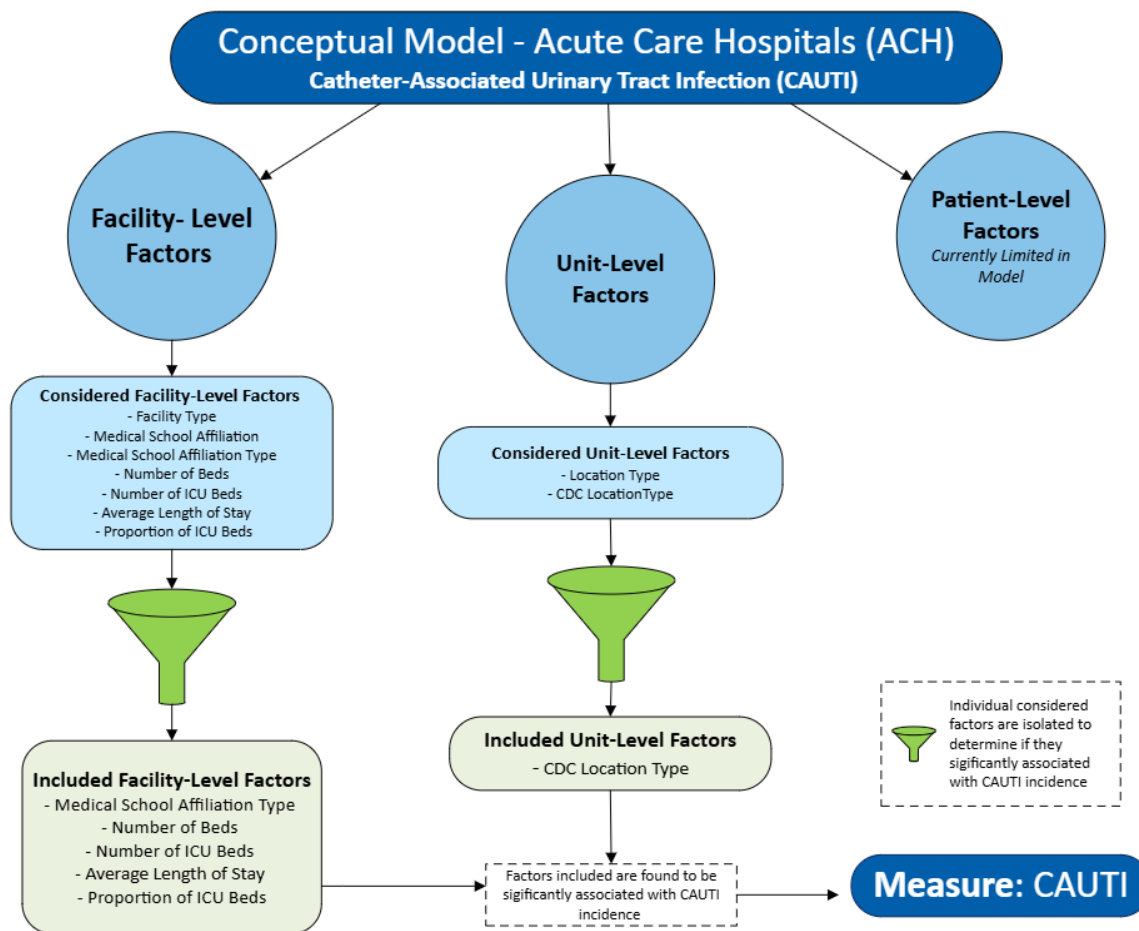 Conceptual Model - Acute Care Hospitals (ACH)
Catheter-Associated Urinary Tract Infection (CAUTI)
Facility- Level
Factors
Unit-Level
Factors
Patient-Level
Factors
Currently Limited in
Model
Considered Facility-Level Factors
- Facility Type
- Medical School Affiliation
- Medical School Affiliation Type
- Number of Beds
- Number of ICU Beds
- Average Length of Stay
- Proportion of ICU Beds
Considered Unit-Level Factors
- Location Type
- CDC LocationType
Included Facility-Level Factors
- Medical School Affiliation Type
- Number of Beds
- Number of ICU Beds
- Average Length of Stay
- Proportion of ICU Beds
Included Unit-Level Factors
- CDC Location Type
Individual considered
factors are isolated to
determine if they
sigificantly associated
with CAUTI incidence
Factors included are found to be
sigificantly associated with CAUTI
incidence
Measure: CAUTI